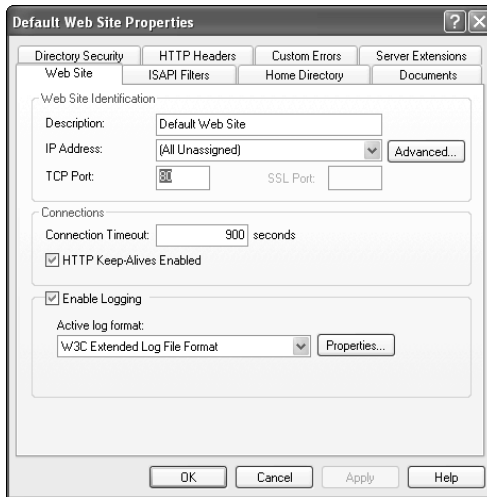 Default Web Site Properties
Directory Security HTTP Headers Custom Errors Server Extensions
Web Site ISAPI Filters Home Directory Documents
Web Site Identification
Description: Default Web Site
IP Address: (All Unassigned) Advanced...
TCP Port: 80 SSL Port:
Connections
Connection Timeout: 900 seconds
HTTP Keep-Alives Enabled
Enable Logging
Active log format:
W3C Extended Log File Format Properties...
OK Cancel Apply Help